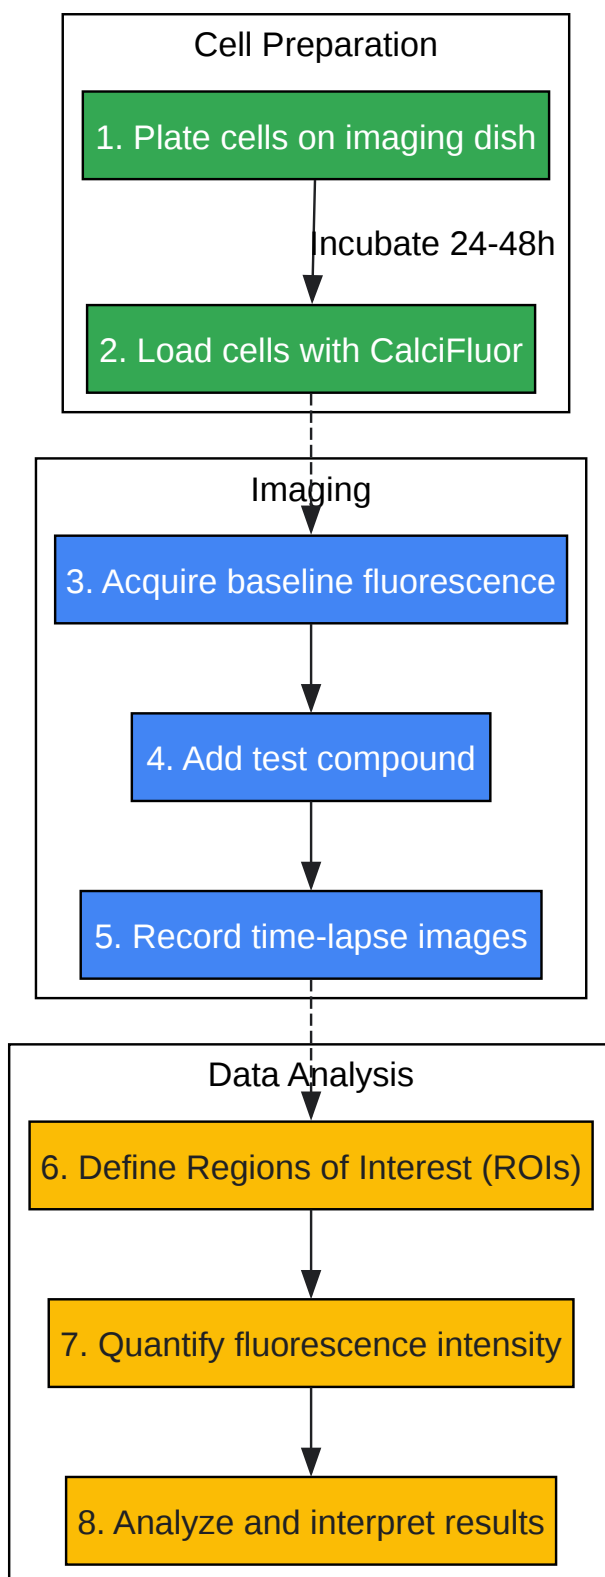 Cell Preparation
1. Plate cells on imaging dish
Incubate 24-48h
2. Load cells with CalciFluor
Imaging
3. Acquire baseline fluorescence
4. Add test compound
5. Record time-lapse images
Data Analysis
6. Define Regions of Interest (ROIs)
7. Quantify fluorescence intensity
8. Analyze and interpret results